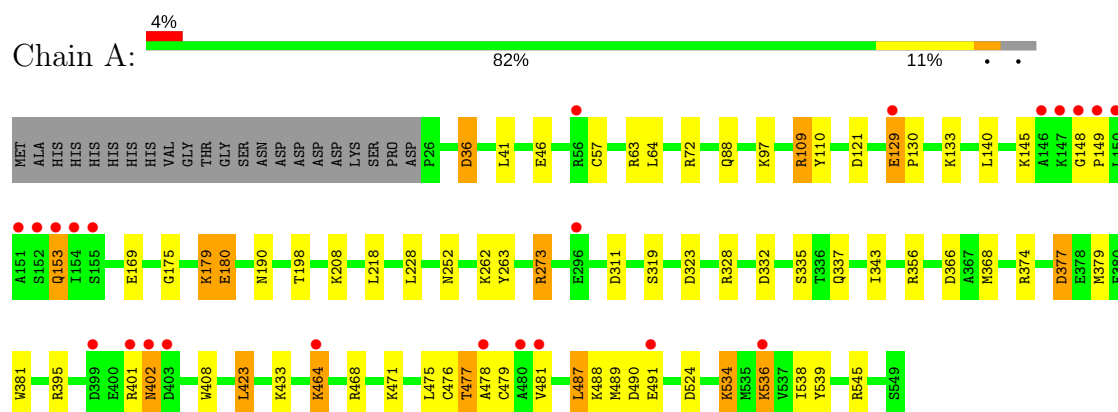 4%
Chain A:
82% 11% • •
MET ALA HIS HIS HIS HIS HIS HIS VAL GLY THR GLY SER ASN ASP ASP ASP ASP LYS SER PRO ASP P26 D36 L41 E46 R56 C57 R63 L64 R72 Q88 K97 R109 Y110 D121 E129 P130 K133 L140 K145 A146 K147 G148 P149 L150
A151 S152 Q153 I154 S155 E169 G175 K179 E180 N190 T198 K208 L218 L228 N252 K262 Y263 R273 E296 D311 S319 D323 R328 D332 S335 T336 Q337 I343 R356 D366 A367 M368 R374 D377 E378 M379 E380
W381 R395 D399 E400 R401 N402 D403 W408 L423 K433 K464 R468 K471 L475 C476 T477 A478 C479 A480 V481 L487 K488 M489 D490 E491 D524 K534 M535 K536 V537 I538 Y539 R545 S549